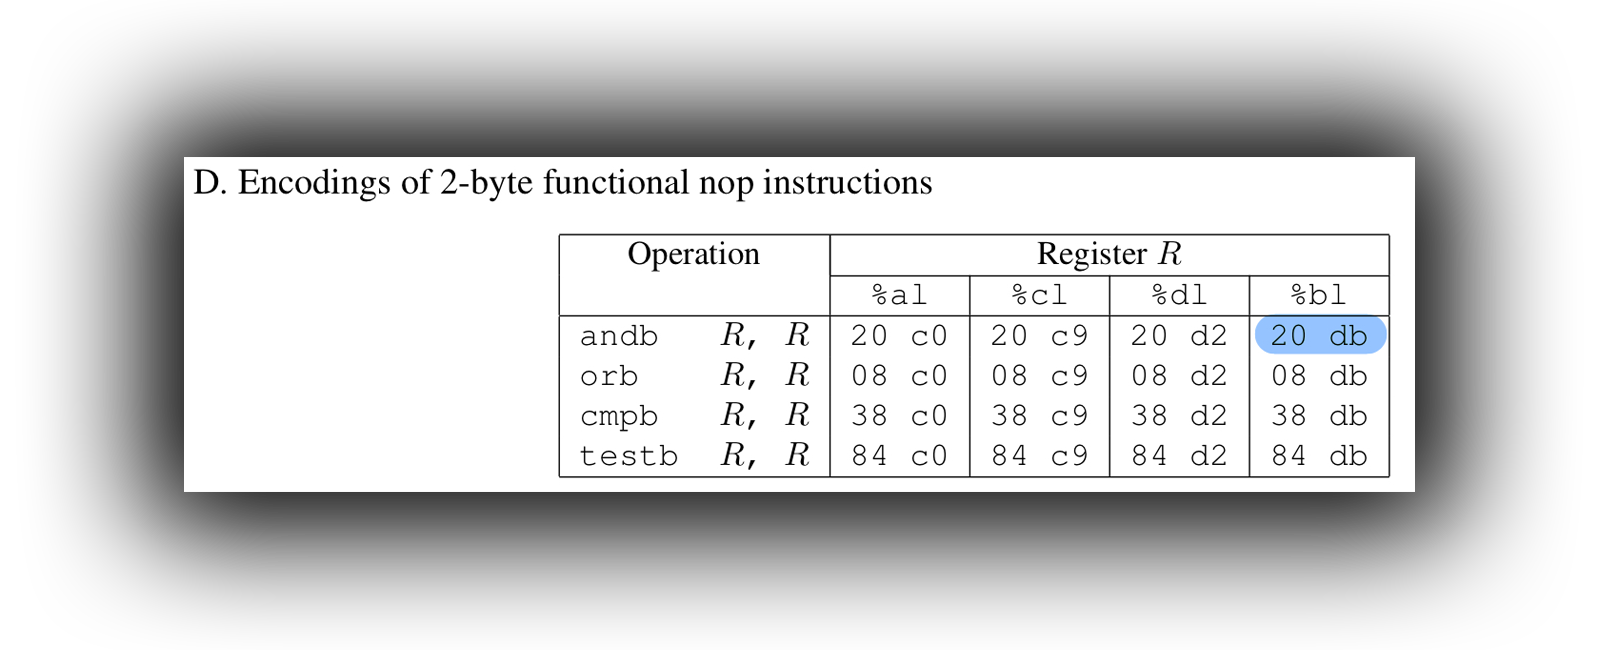 D. Encodings of 2-byte functional nop instructions
Operation Register R
%al %cl %dl %bl
andb R, R 20 c0 20 c9 20 d2 20 db
orb R, R 08 c0 08 c9 08 d2 08 db
cmpb R, R 38 c0 38 c9 38 d2 38 db
testb R, R 84 c0 84 c9 84 d2 84 db